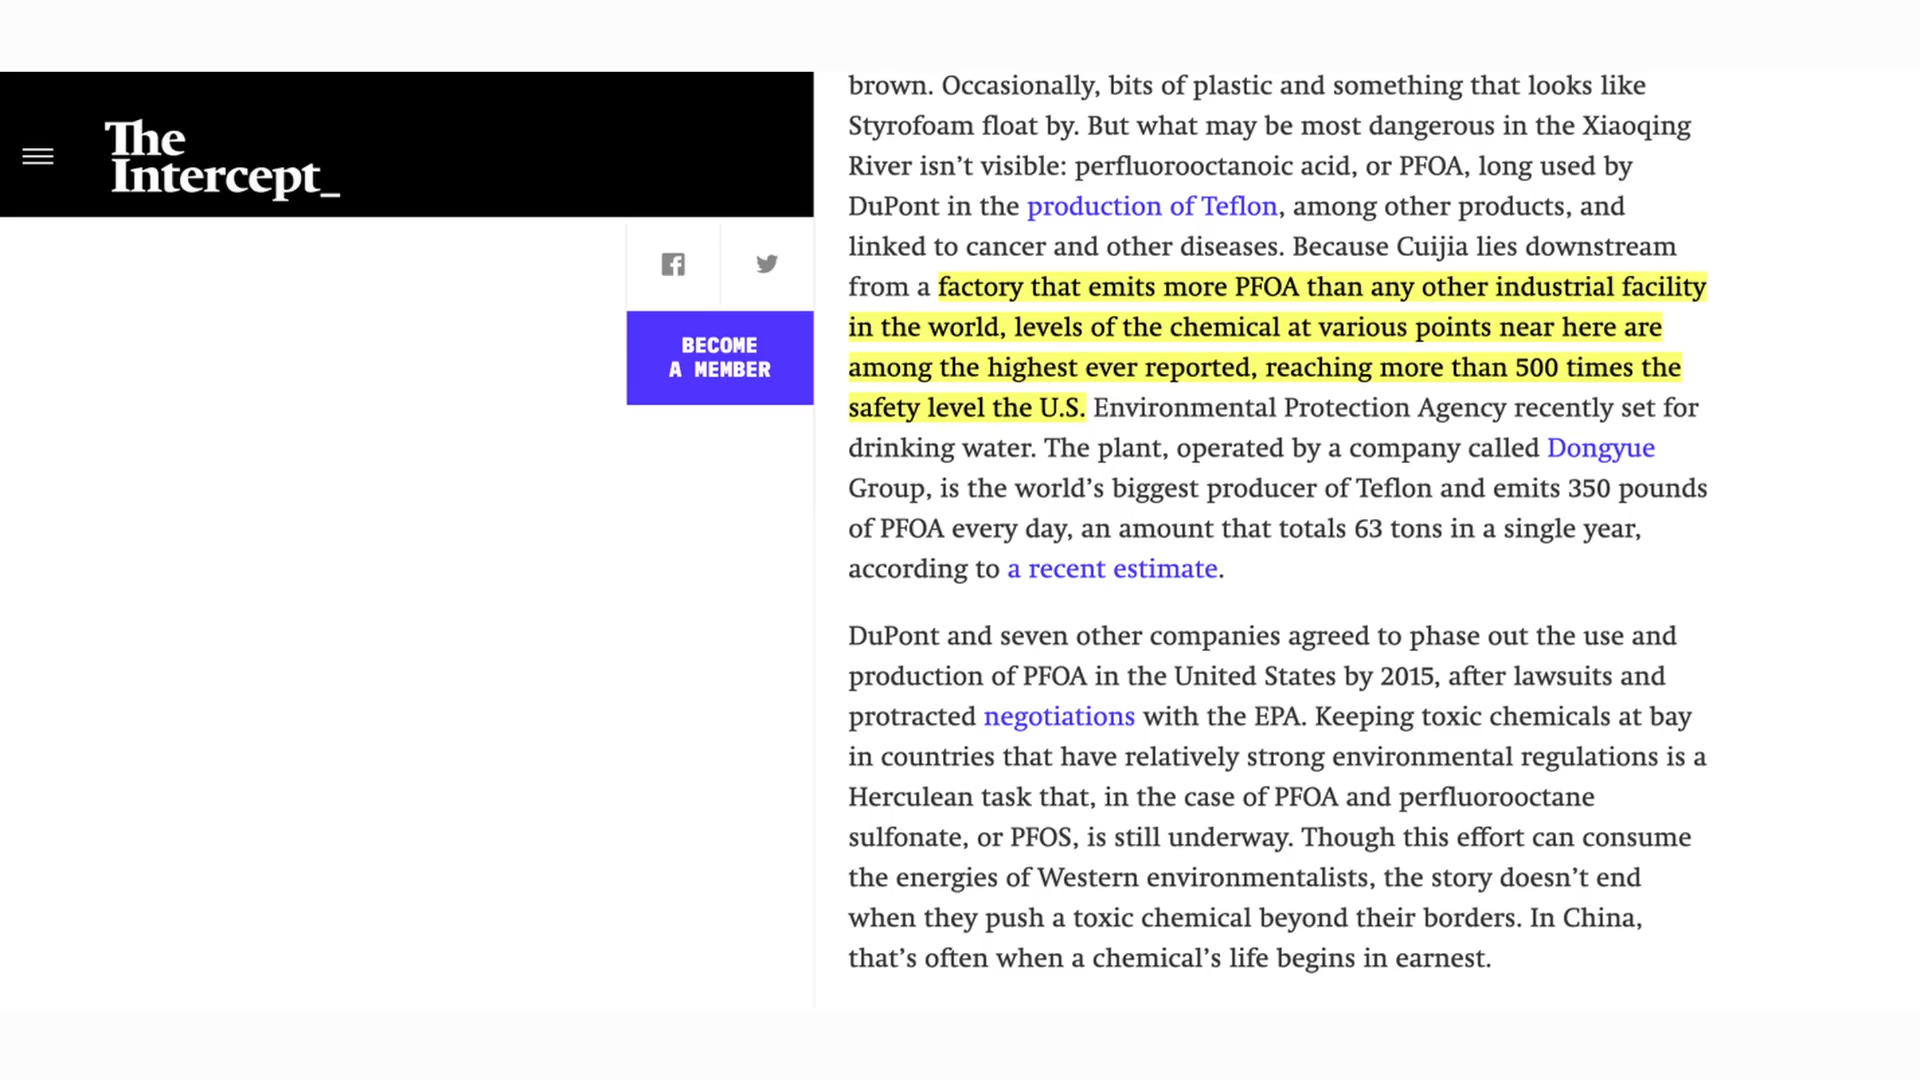 The
Intercept_
BECOME
A MEMBER
brown. Occasionally, bits of plastic and something that looks like
Styrofoam float by. But what may be most dangerous in the Xiaoqing
River isn’t visible: perfluorooctanoic acid, or PFOA, long used by
DuPont in the production of Teflon, among other products, and
linked to cancer and other diseases. Because Cuijia lies downstream
from a factory that emits more PFOA than any other industrial facility
in the world, levels of the chemical at various points near here are
among the highest ever reported, reaching more than 500 times the
safety level the U.S. Environmental Protection Agency recently set for
drinking water. The plant, operated by a company called Dongyue
Group, is the world’s biggest producer of Teflon and emits 350 pounds
of PFOA every day, an amount that totals 63 tons in a single year,
according to a recent estimate.
DuPont and seven other companies agreed to phase out the use and
production of PFOA in the United States by 2015, after lawsuits and
protracted negotiations with the EPA. Keeping toxic chemicals at bay
in countries that have relatively strong environmental regulations is a
Herculean task that, in the case of PFOA and perfluorooctane
sulfonate, or PFOS, is still underway. Though this effort can consume
the energies of Western environmentalists, the story doesn’t end
when they push a toxic chemical beyond their borders. In China,
that’s often when a chemical’s life begins in earnest.